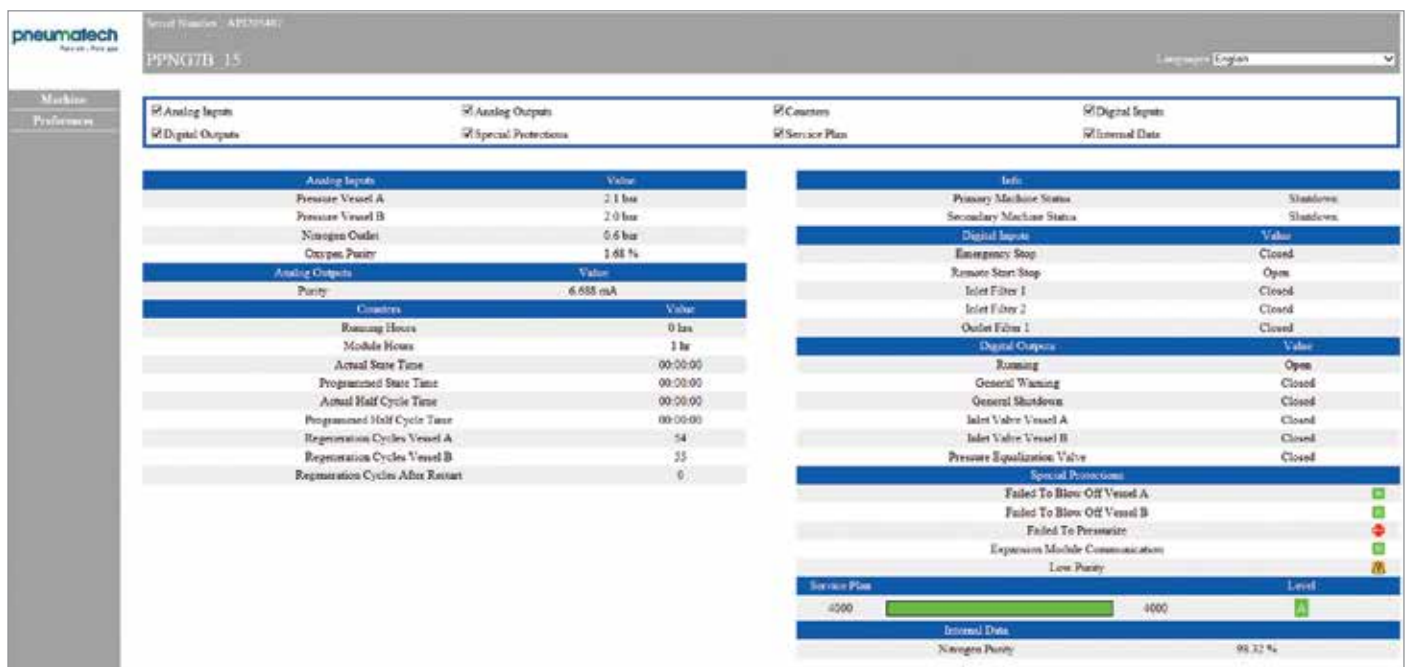 pneumatech
Serial Number
PPNG7B_15
Languages English
Machine
Preferences
Analog Inputs Analog Outputs Counters Digital Inputs
Digital Outputs Special Protections Service Plan Internal Data
Analog Inputs Value
Pressure Vessel A 2.1 bar
Pressure Vessel B 2.0 bar
Nitrogen Outlet 0.6 bar
Oxygen Purity 1.68 %
Analog Outputs Value
Purity 6.688 mA
Counters Value
Running Hours 0 hrs
Module Hours 1 hr
Actual State Time 00:00:00
Programmed State Time 00:00:00
Actual Half Cycle Time 00:00:00
Programmed Half Cycle Time 00:00:00
Regeneration Cycles Vessel A 54
Regeneration Cycles Vessel B 55
Regeneration Cycles After Restart 0
Info
Primary Machine Status Shutdown
Secondary Machine Status Shutdown
Digital Inputs Value
Emergency Stop Closed
Remote Start/Stop Open
Inlet Filter 1 Closed
Inlet Filter 2 Closed
Outlet Filter 1 Closed
Digital Outputs Value
Running Open
General Warning Closed
General Shutdown Closed
Inlet Valve Vessel A Closed
Inlet Valve Vessel B Closed
Pressure Equalization Valve Closed
Special Protections
Failed To Blow Off Vessel A
Failed To Blow Off Vessel B
Failed To Pressurize
Expansion Module Communication
Low Purity
Service Plan Level
4000 4000 A
Internal Data
Nitrogen Purity 98.32 %